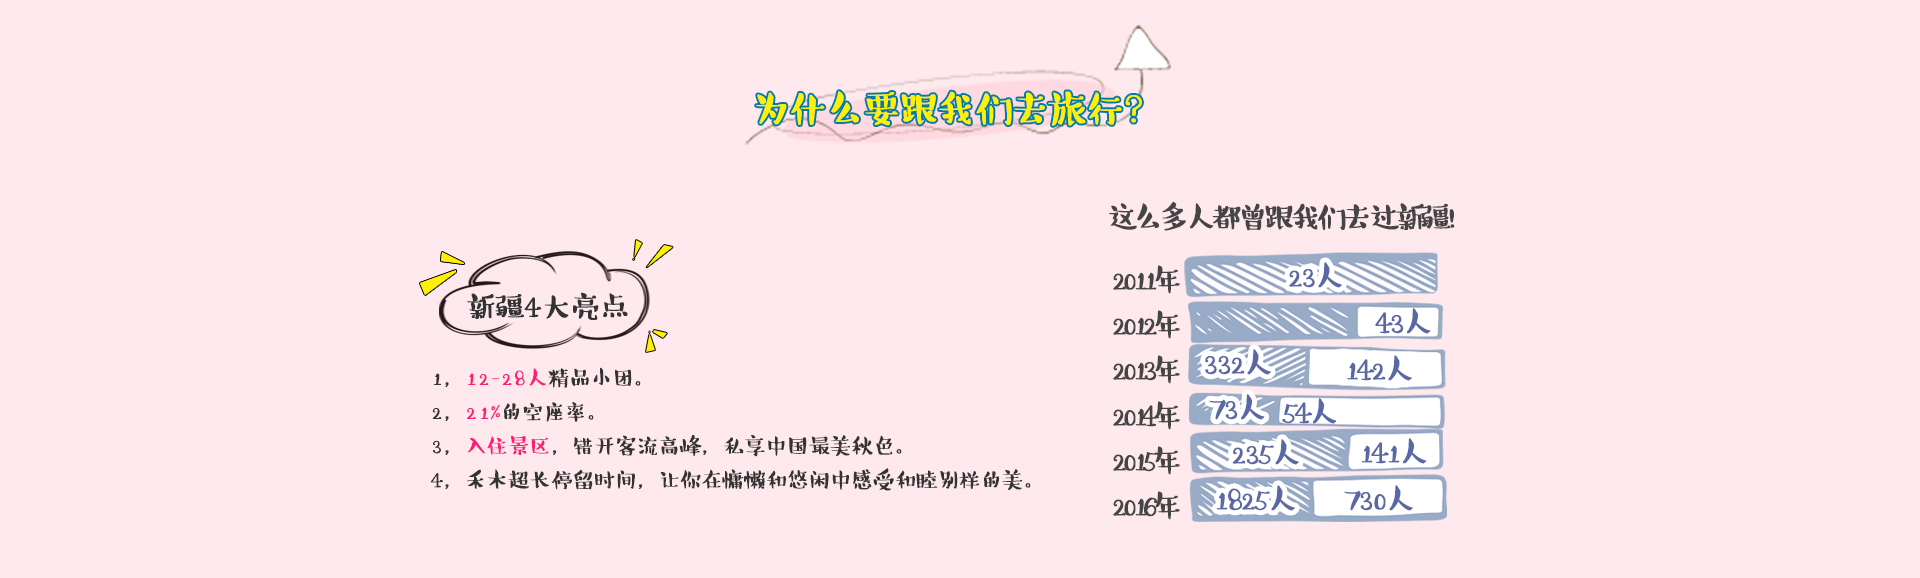 为什么要跟我们去旅行?
新疆4大亮点
1，12-28人精品小团。
2，21%的空座率。
3，入住景区，错开客流高峰，私享中国最美秋色。
4，禾木超长停留时间，让你在慵懒和悠闲中感受和睦别样的美。
这么多人都曾跟我们去过新疆!
2011年 23人
2012年 43人
2013年 332人 142人
2014年 73人 54人
2015年 235人 141人
2016年 1825人 730人